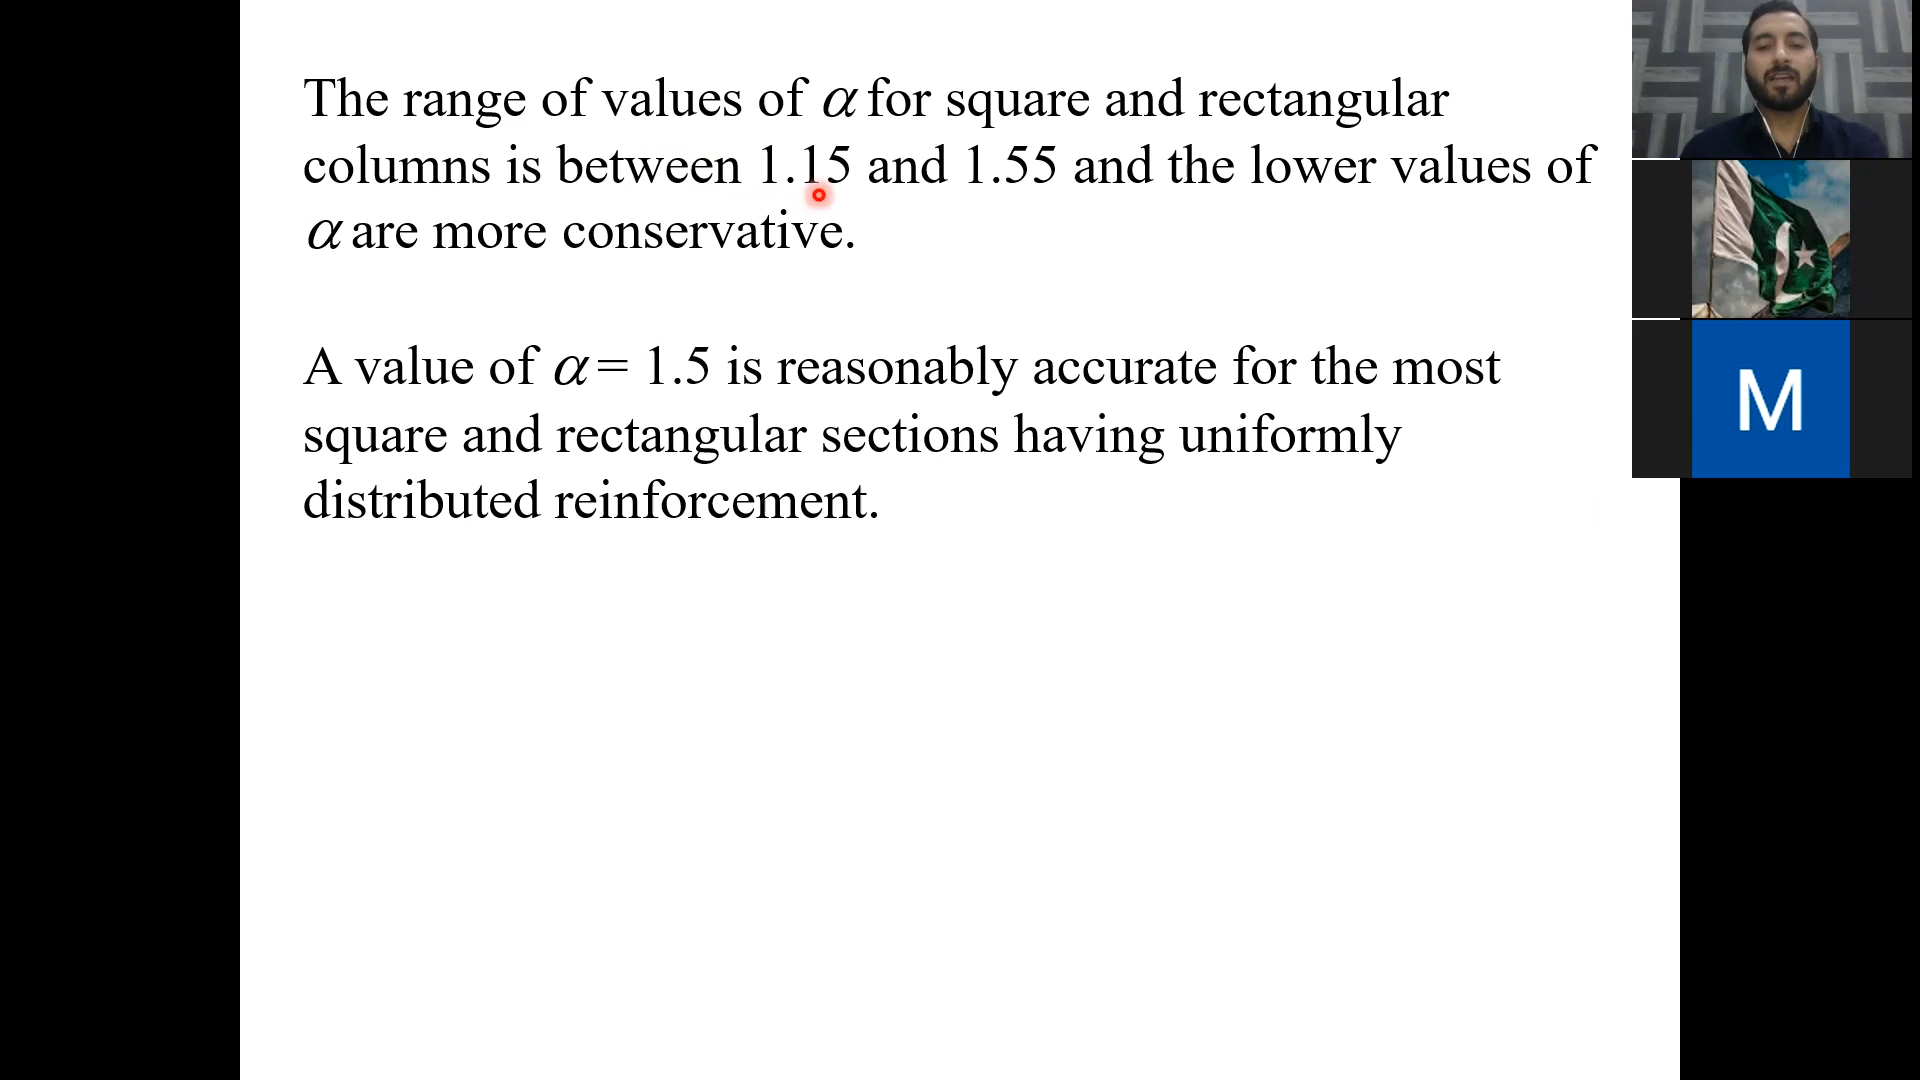 The range of values of α for square and rectangular
columns is between 1.15 and 1.55 and the lower values of
α are more conservative.
A value of α = 1.5 is reasonably accurate for the most
square and rectangular sections having uniformly
distributed reinforcement.
M